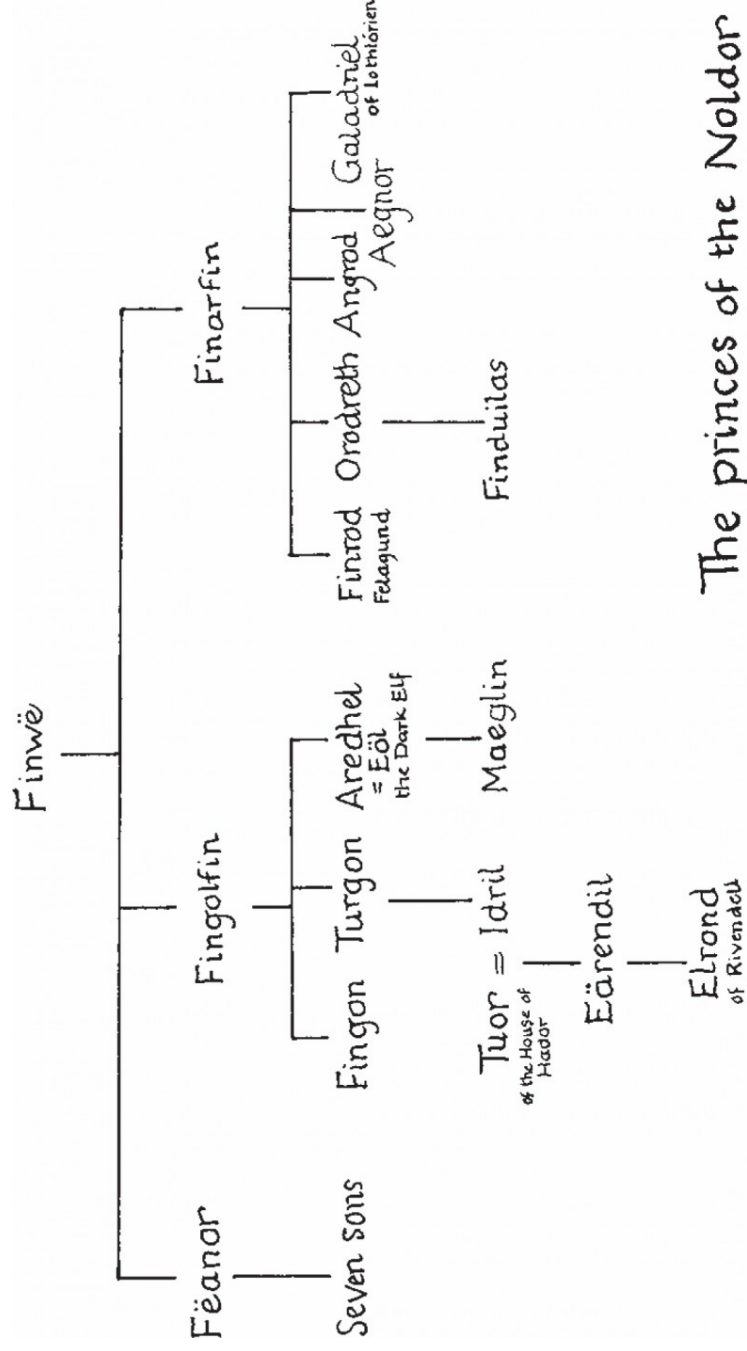 Finwë
Fëanor
Fingolfin
Finarfin
Seven sons
Fingon
Turgon
Aredhel
= Eöl
the Dark Elf
Finrod
Felagund
Orodreth
Angrod
Aegnor
Galadriel
of Lothlórien
Tuor = Idril
of the House of
Hador
Maeglin
Finduilas
Eärendil
Elrond
of Rivendell
The princes of the Noldor